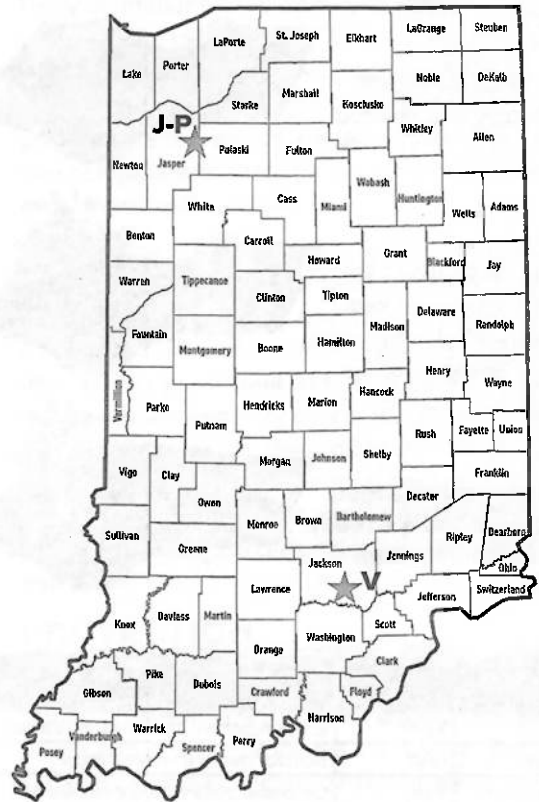 LaPorte
St. Joseph
Elkhart
LaGrange
Steuben
Lake
Porter
Noble
DeKalb
Starke
Marshall
Kosciusko
J-P
Whitley
Allen
Newton
Jasper
Pulaski
Fulton
Wabash
Huntington
Miami
White
Cass
Wells
Adams
Benton
Carroll
Howard
Grant
Blackford
Jay
Warren
Tippecanoe
Clinton
Tipton
Madison
Delaware
Randolph
Fountain
Montgomery
Boone
Hamilton
Henry
Wayne
Vermillion
Parke
Putnam
Hendricks
Marion
Hancock
Rush
Fayette
Union
Vigo
Clay
Morgan
Johnson
Shelby
Franklin
Owen
Decater
Sullivan
Monroe
Brown
Bartholomew
Ripley
Dearborn
Greene
Jackson
Jennings
Ohio
V
Lawrence
Jefferson
Switzerland
Knox
Daviess
Martin
Washington
Scott
Orange
Clark
Gibson
Pike
Dubois
Crawford
Floyd
Harrison
Posey
Vanderburgh
Warrick
Spencer
Perry